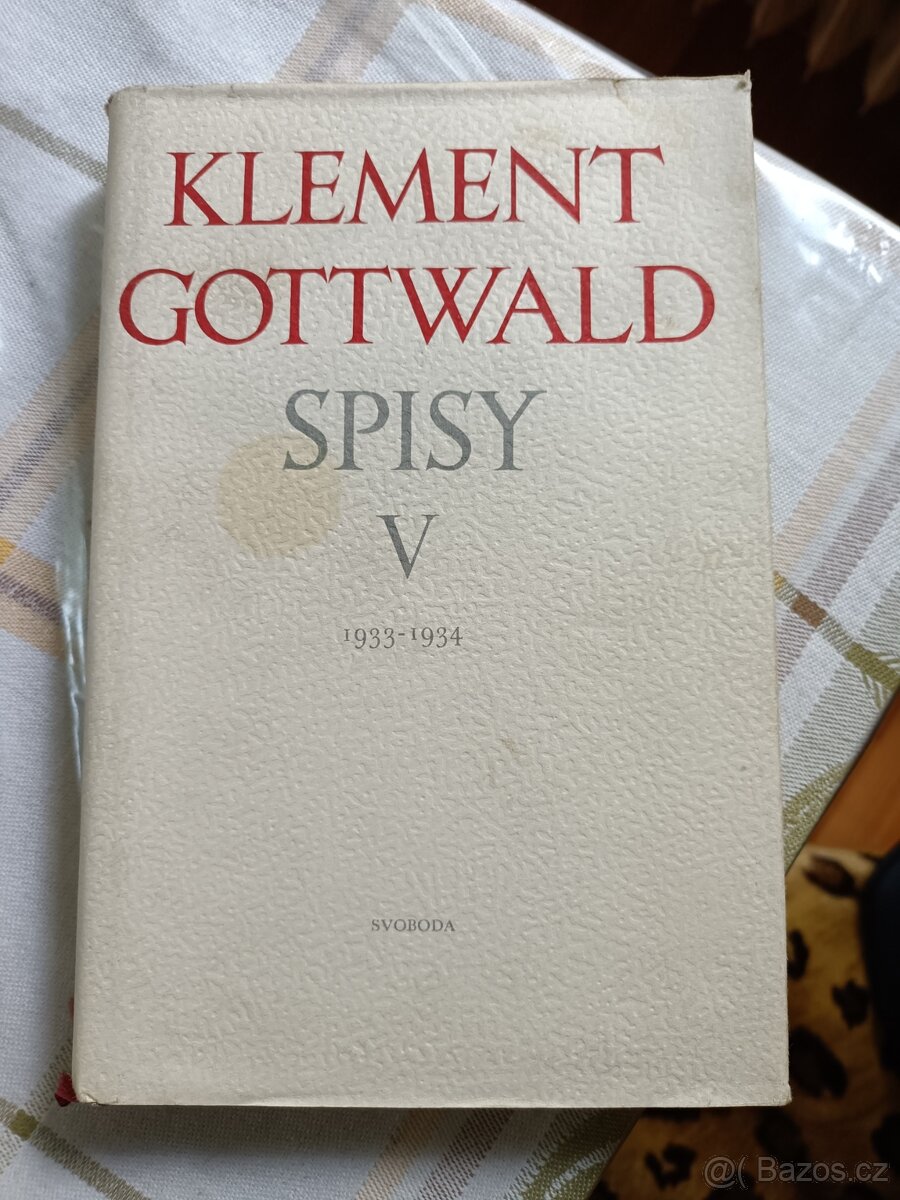 KLEMENT
GOTTWALD
SPISY
V
1933-1934
SVOBODA
@( Bazos.cz